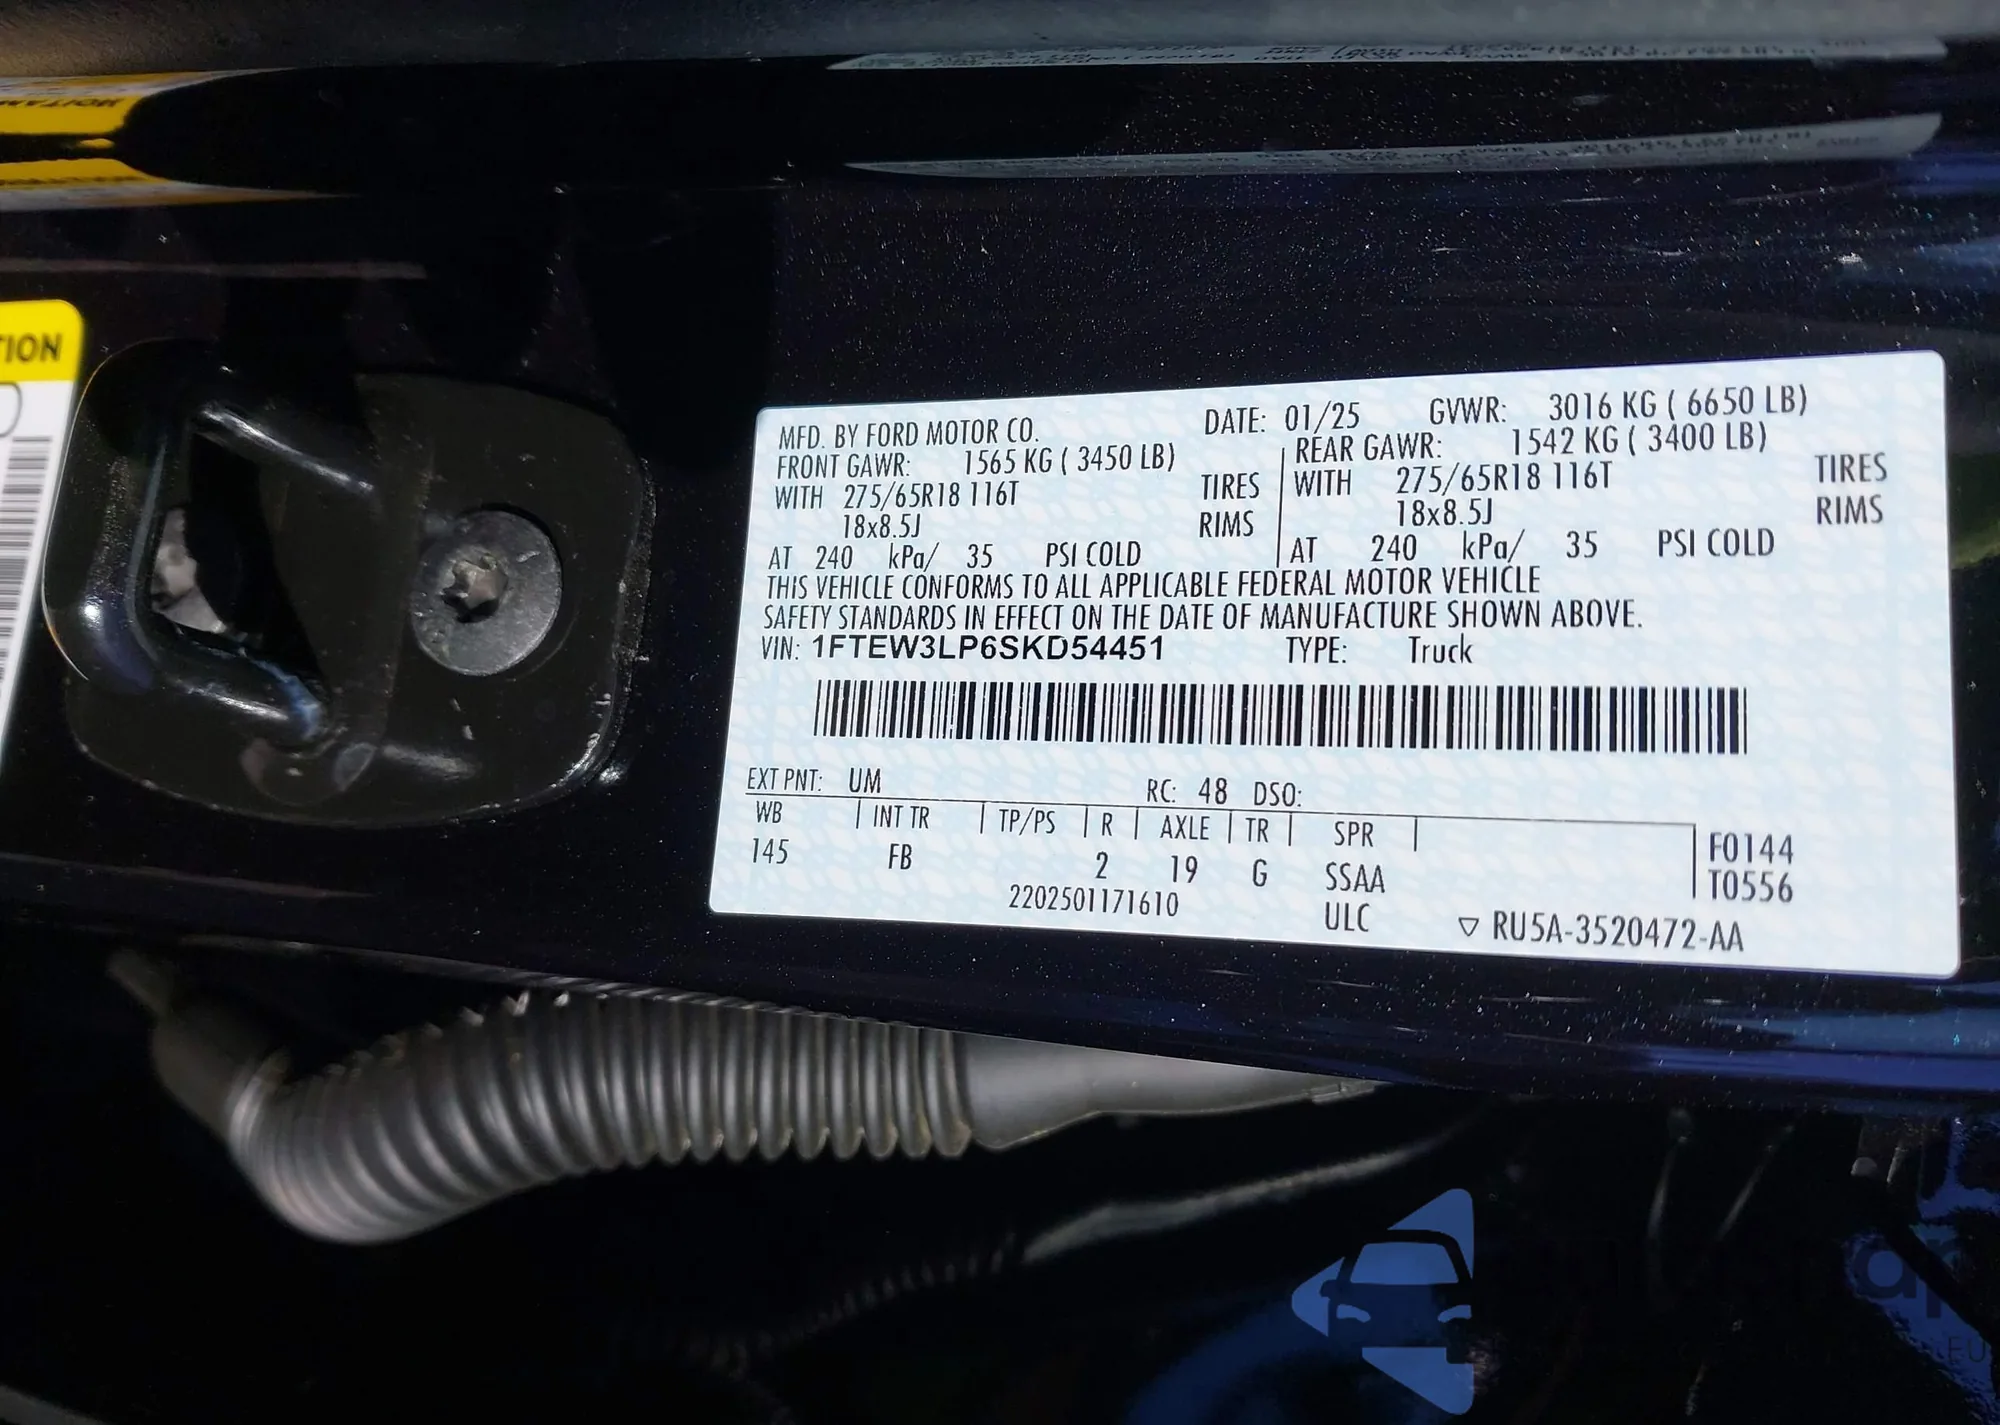 TION
MFD. BY FORD MOTOR CO. DATE: 01/25 GVWR: 3016 KG ( 6650 LB)
FRONT GAWR: 1565 KG ( 3450 LB) REAR GAWR: 1542 KG ( 3400 LB)
WITH 275/65R18 116T TIRES WITH 275/65R18 116T TIRES
18x8.5J RIMS 18x8.5J RIMS
AT 240 kPa/ 35 PSI COLD AT 240 kPa/ 35 PSI COLD
THIS VEHICLE CONFORMS TO ALL APPLICABLE FEDERAL MOTOR VEHICLE
SAFETY STANDARDS IN EFFECT ON THE DATE OF MANUFACTURE SHOWN ABOVE.
VIN: 1FTEW3LP6SKD54451 TYPE: Truck
EXT PNT: UM RC: 48 DSO:
WB INT TR TP/PS R AXLE TR SPR F0144
145 FB 2 19 G SSAA T0556
2202501171610 ULC ▽ RU5A-3520472-AA